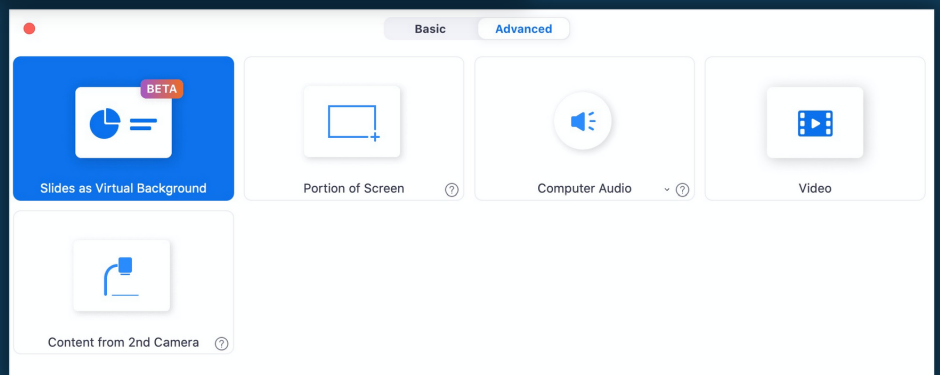 Basic
Advanced
BETA
Slides as Virtual Background
Portion of Screen
?
Computer Audio
?
Video
Content from 2nd Camera
?